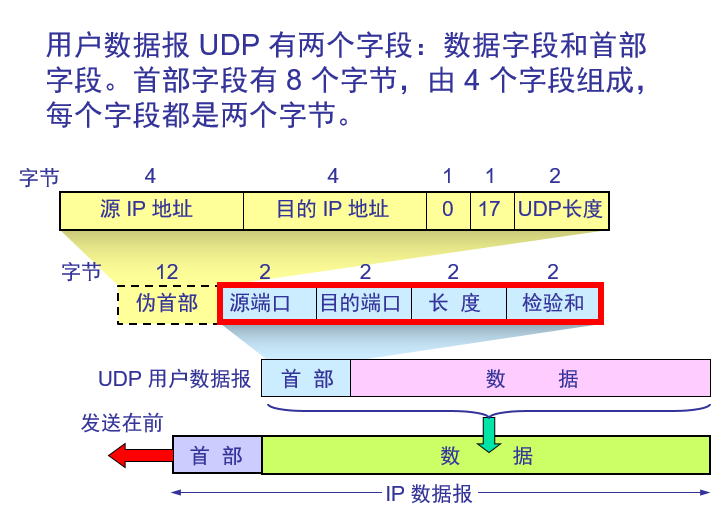 用户数据报 UDP 有两个字段：数据字段和首部
字段。首部字段有 8 个字节，由 4 个字段组成，
每个字段都是两个字节。
字节 4 4 1 1 2
源 IP 地址 目的 IP 地址 0 17 UDP长度
字节 12 2 2 2 2
伪首部 源端口 目的端口 长 度 检验和
UDP 用户数据报 首 部 数 据
发送在前
首 部 数 据
IP 数据报